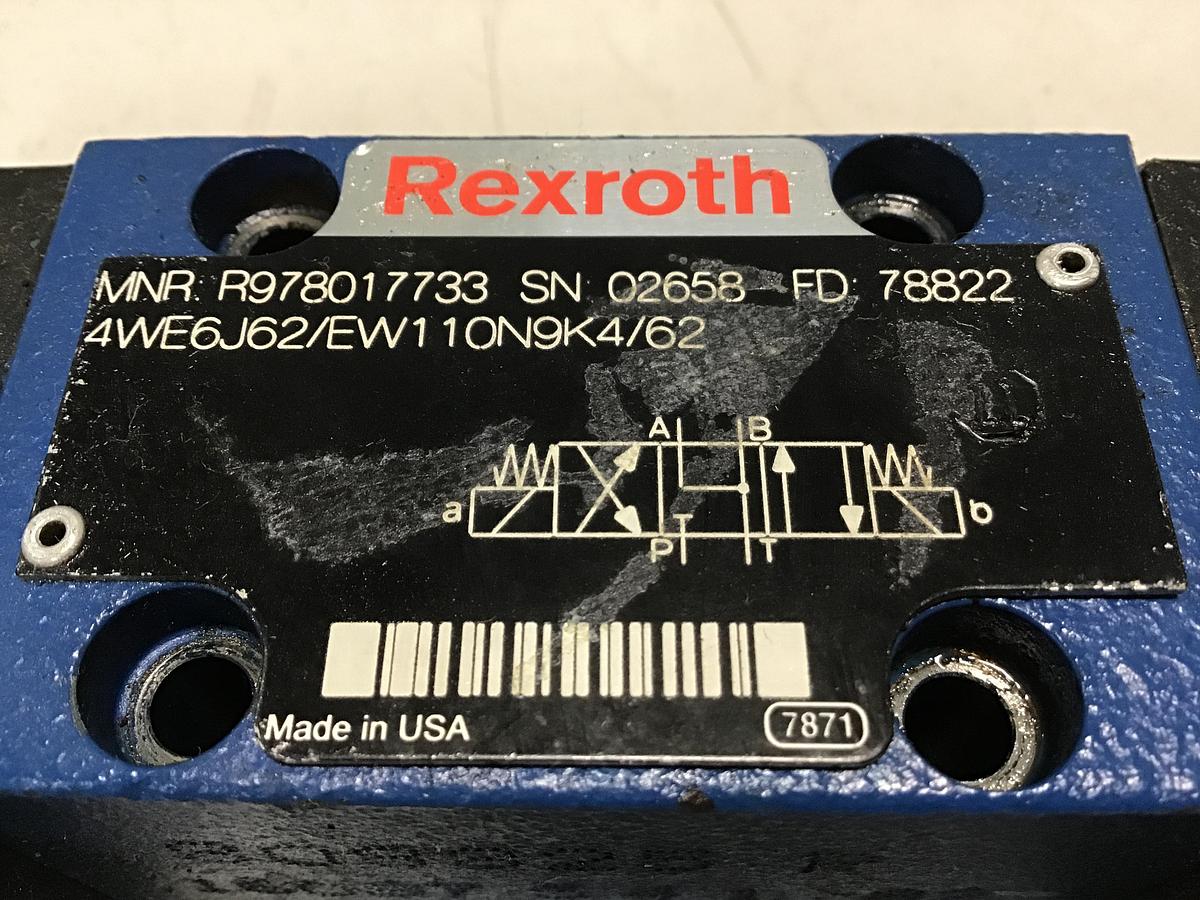 Rexroth
MNR: R978017733 SN: 02658 FD: 78822
4WE6J62/EW110N9K4/62
A B
a b
P T
Made in USA 7871